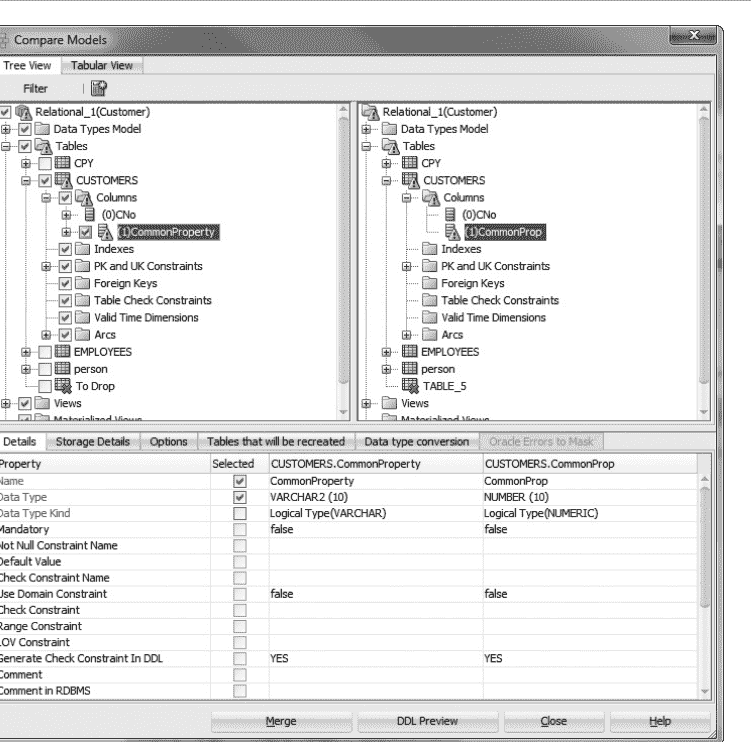 Compare Models
Tree View Tabular View
Filter
Relational_1(Customer) Relational_1(Customer)
Data Types Model Data Types Model
Tables Tables
CPY CPY
CUSTOMERS CUSTOMERS
Columns Columns
(0)CNo (0)CNo
(1)CommonProperty (1)CommonProp
Indexes Indexes
PK and UK Constraints PK and UK Constraints
Foreign Keys Foreign Keys
Table Check Constraints Table Check Constraints
Valid Time Dimensions Valid Time Dimensions
Arcs Arcs
EMPLOYEES EMPLOYEES
person person
To Drop TABLE_5
Views Views
Materialized Views Materialized Views
Details Storage Details Options Tables that will be recreated Data type conversion Oracle Errors to Mask
Property Selected CUSTOMERS.CommonProperty CUSTOMERS.CommonProp
Name CommonProperty CommonProp
Data Type VARCHAR2 (10) NUMBER (10)
Data Type Kind Logical Type(VARCHAR) Logical Type(NUMERIC)
Mandatory false false
Not Null Constraint Name
Default Value
Check Constraint Name
Use Domain Constraint false false
Check Constraint
Range Constraint
LOV Constraint
Generate Check Constraint In DDL YES YES
Comment
Comment in RDBMS
Merge DDL Preview Close Help